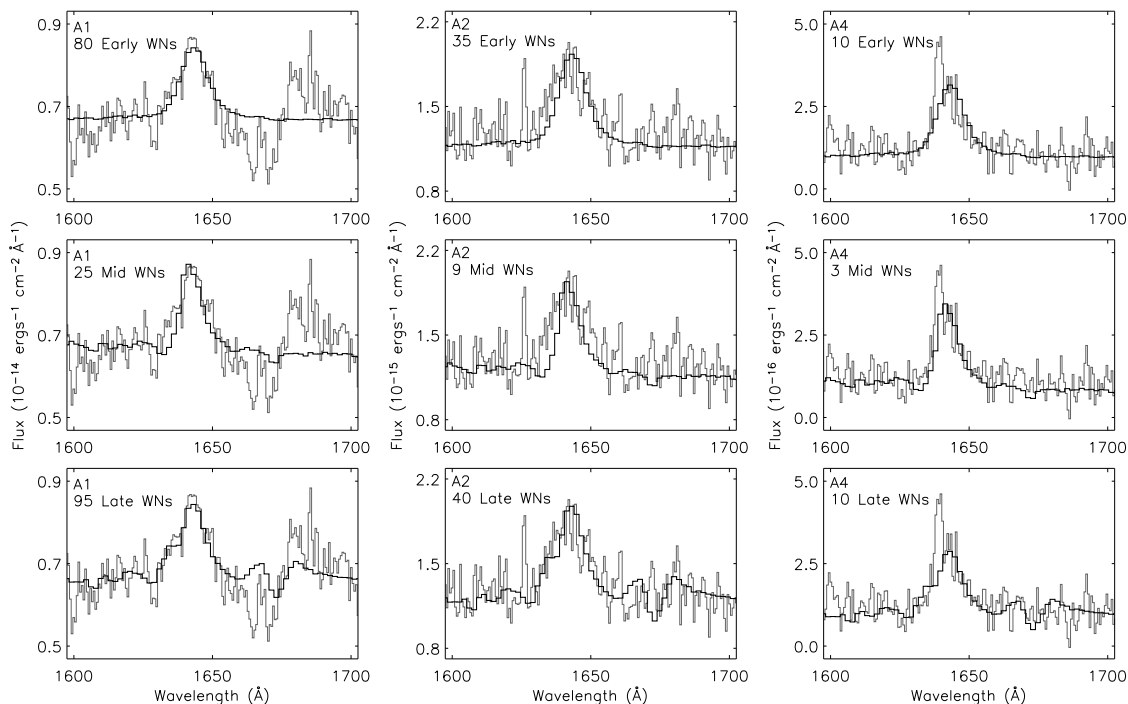 A1
80 Early WNs
0.9
0.7
0.5
1600 1650 1700
A2
35 Early WNs
2.2
1.5
0.8
1600 1650 1700
A4
10 Early WNs
5.0
2.5
0.0
1600 1650 1700
A1
25 Mid WNs
0.9
0.7
0.5
1600 1650 1700
Flux (10−14 ergs−1 cm−2 Å−1)
A2
9 Mid WNs
2.2
1.5
0.8
1600 1650 1700
Flux (10−15 ergs−1 cm−2 Å−1)
A4
3 Mid WNs
5.0
2.5
0.0
1600 1650 1700
Flux (10−16 ergs−1 cm−2 Å−1)
A1
95 Late WNs
0.9
0.7
0.5
1600 1650 1700
Wavelength (Å)
A2
40 Late WNs
2.2
1.5
0.8
1600 1650 1700
Wavelength (Å)
A4
10 Late WNs
5.0
2.5
0.0
1600 1650 1700
Wavelength (Å)